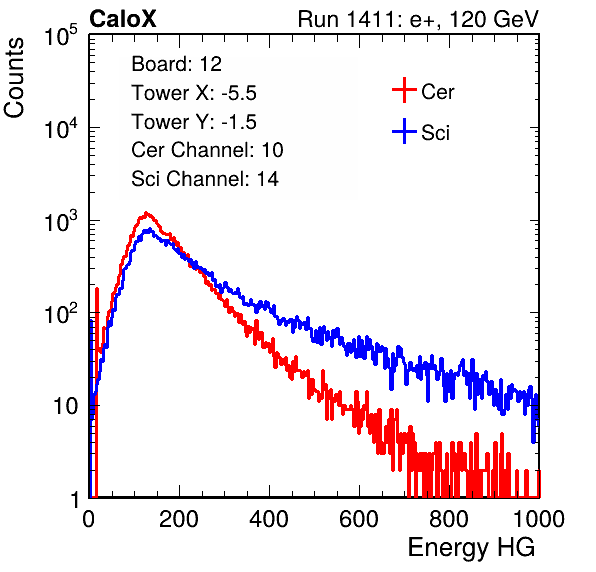 CaloX Run 1411: e+, 120 GeV
Counts
Board: 12
Tower X: -5.5
Tower Y: -1.5
Cer Channel: 10
Sci Channel: 14
Cer
Sci
10^5
10^4
10^3
10^2
10
1
0 200 400 600 800 1000
Energy HG